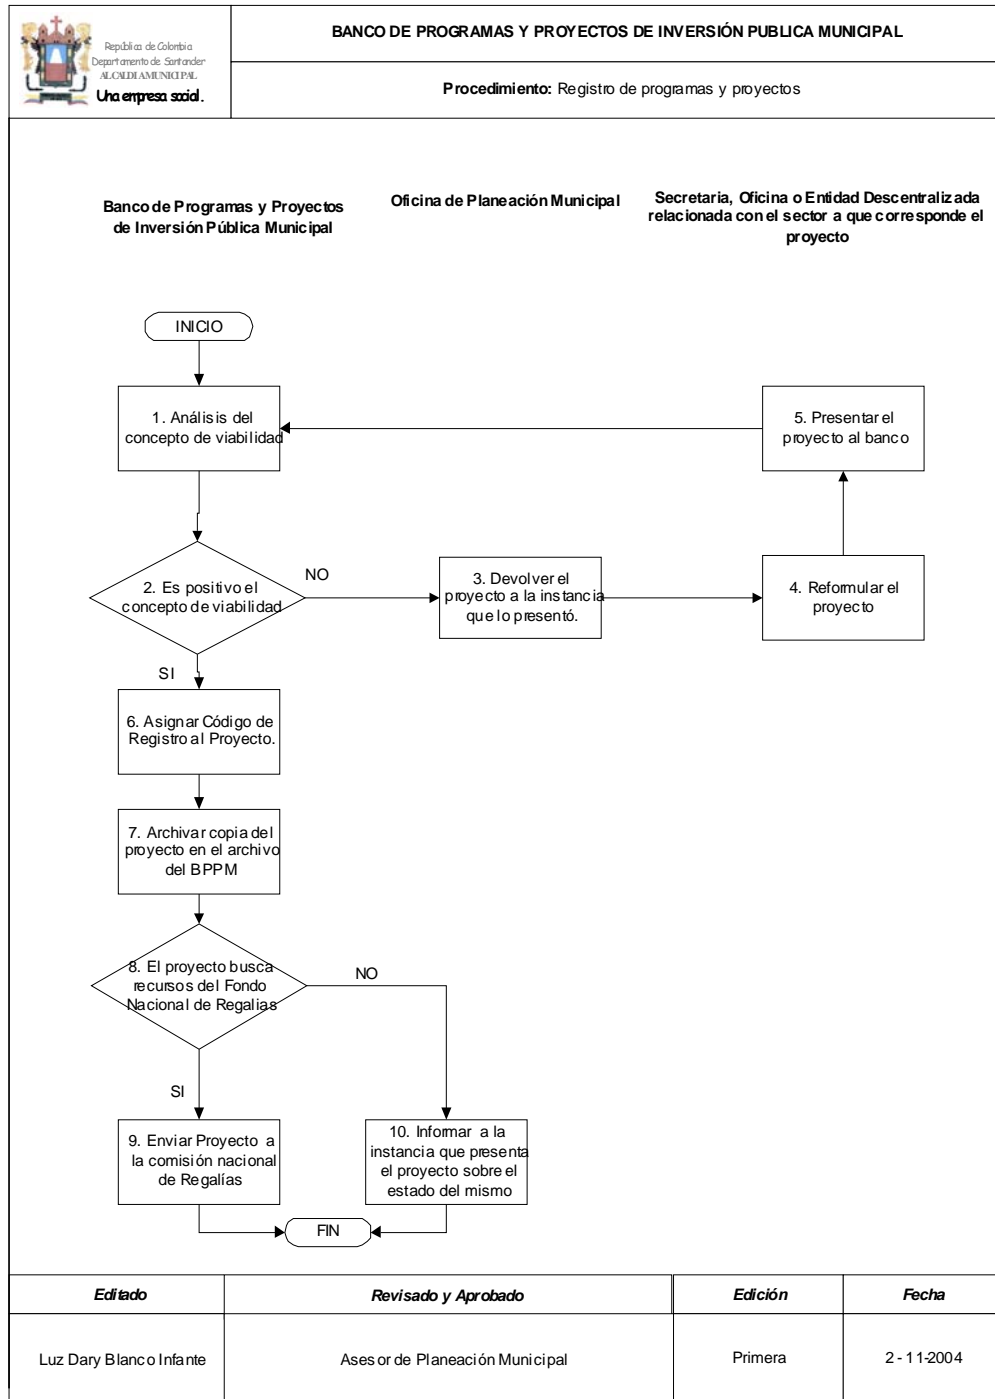 República de Colombia
Departamento de Santander
ALCALDIA MUNICIPAL
Una empresa social.
BANCO DE PROGRAMAS Y PROYECTOS DE INVERSIÓN PUBLICA MUNICIPAL
Procedimiento: Registro de programas y proyectos
Banco de Programas y Proyectos
de Inversión Pública Municipal
Oficina de Planeación Municipal
Secretaria, Oficina o Entidad Descentralizada
relacionada con el sector a que corresponde el
proyecto
INICIO
1. Análisis del
concepto de viabilidad
5. Presentar el
proyecto al banco
2. Es positivo el
concepto de viabilidad
NO
3. Devolver el
proyecto a la instancia
que lo presentó.
4. Reformular el
proyecto
SI
6. Asignar Código de
Registro al Proyecto.
7. Archivar copia del
proyecto en el archivo
del BPPM
8. El proyecto busca
recursos del Fondo
Nacional de Regalias
NO
SI
9. Enviar Proyecto a
la comisión nacional
de Regalías
10. Informar a la
instancia que presenta
el proyecto sobre el
estado del mismo
FIN
Editado
Revisado y Aprobado
Edición
Fecha
Luz Dary Blanco Infante
Asesor de Planeación Municipal
Primera
2 - 11-2004